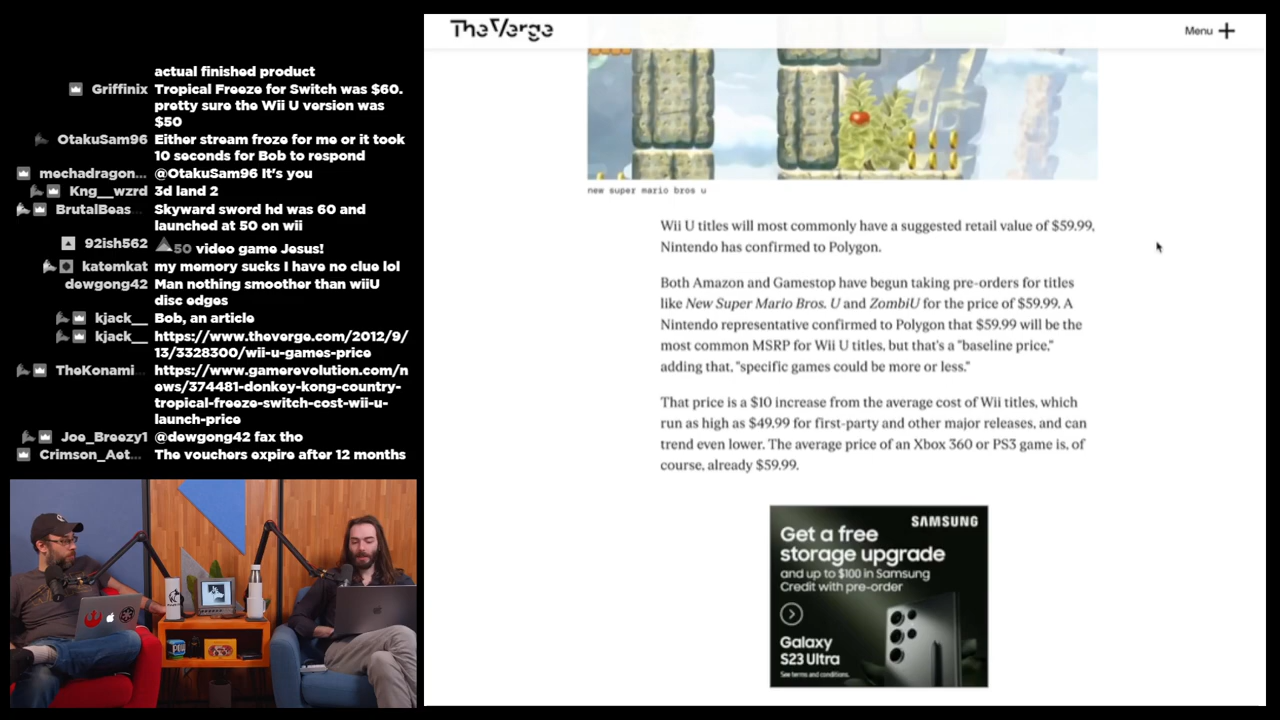 actual finished product
Griffinix Tropical Freeze for Switch was $60.
pretty sure the Wii U version was
$50
OtakuSam96 Either stream froze for me or it took
10 seconds for Bob to respond
mechadragon... @OtakuSam96 It's you
Kng__wzrd 3d land 2
BrutalBeas... Skyward sword hd was 60 and
launched at 50 on wii
92ish562 50 video game Jesus!
katemkat my memory sucks I have no clue lol
dewgong42 Man nothing smoother than wiiU
disc edges
kjack__ Bob, an article
kjack__ https://www.theverge.com/2012/9/
13/3328300/wii-u-games-price
TheKonami... https://www.gamerevolution.com/n
ews/374481-donkey-kong-country-
tropical-freeze-switch-cost-wii-u-
launch-price
Joe_Breezy1 @dewgong42 fax tho
Crimson_Aet... The vouchers expire after 12 months
The Verge
Menu
new super mario bros u
Wii U titles will most commonly have a suggested retail value of $59.99,
Nintendo has confirmed to Polygon.
Both Amazon and Gamestop have begun taking pre-orders for titles
like New Super Mario Bros. U and ZombiU for the price of $59.99. A
Nintendo representative confirmed to Polygon that $59.99 will be the
most common MSRP for Wii U titles, but that's a "baseline price,"
adding that, "specific games could be more or less."
That price is a $10 increase from the average cost of Wii titles, which
run as high as $49.99 for first-party and other major releases, and can
trend even lower. The average price of an Xbox 360 or PS3 game is, of
course, already $59.99.
SAMSUNG
Get a free
storage upgrade
and up to $100 in Samsung
Credit with pre-order
Galaxy
S23 Ultra
See terms and conditions.